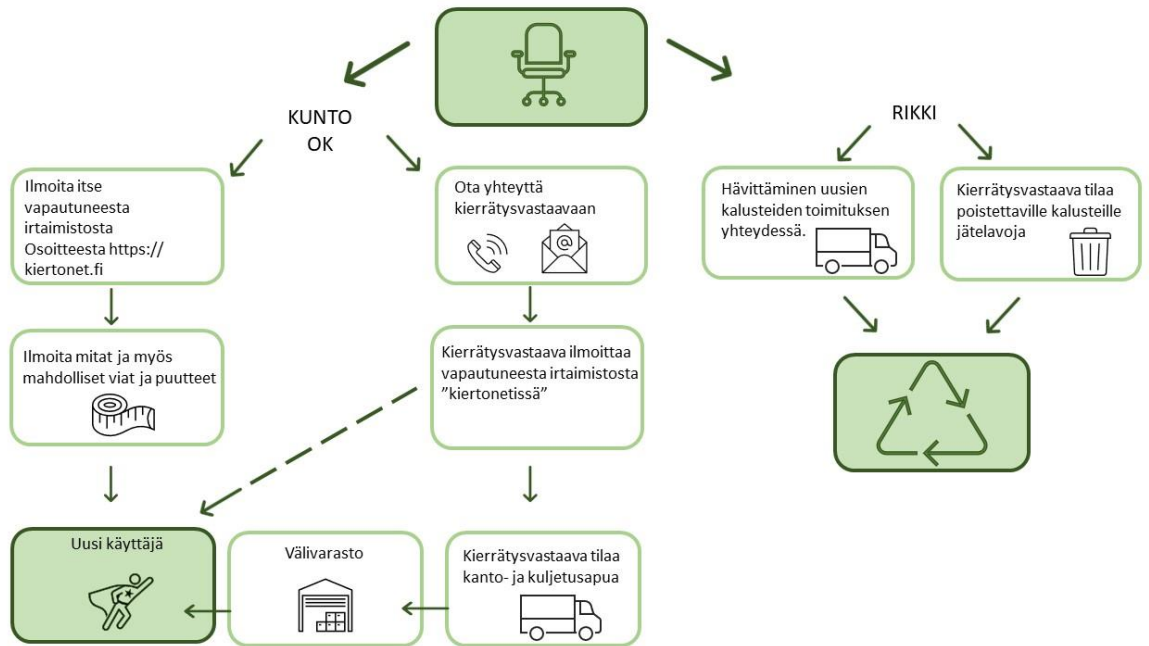 KUNTO
OK
RIKKI
Ilmoita itse
vapautuneesta
irtaimistosta
Osoitteesta https://
kiertonet.fi
Ota yhteyttä
kierrätysvastaavaan
Hävittäminen uusien
kalusteiden toimituksen
yhteydessä.
Kierrätysvastaava tilaa
poistettaville kalusteille
jätelavoja
Ilmoita mitat ja myös
mahdolliset viat ja puutteet
Kierrätysvastaava ilmoittaa
vapautuneesta irtaimistosta
”kiertonetissä”
Uusi käyttäjä
Välivarasto
Kierrätysvastaava tilaa
kanto- ja kuljetusapua